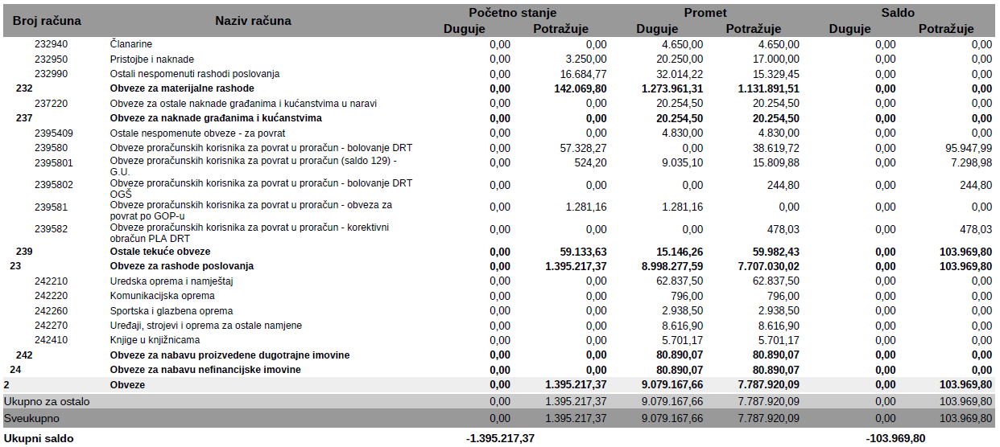 Broj računa Naziv računa Početno stanje Promet Saldo
Duguje Potražuje Duguje Potražuje Duguje Potražuje
232940 Članarine 0,00 0,00 4.650,00 4.650,00 0,00 0,00
232950 Pristojbe i naknade 0,00 3.250,00 20.250,00 17.000,00 0,00 0,00
232990 Ostali nespomenuti rashodi poslovanja 0,00 16.684,77 32.014,22 15.329,45 0,00 0,00
232 Obveze za materijalne rashode 0,00 142.069,80 1.273.961,31 1.131.891,51 0,00 0,00
237220 Obveze za ostale naknade građanima i kućanstvima u naravi 0,00 0,00 20.254,50 20.254,50 0,00 0,00
237 Obveze za naknade građanima i kućanstvima 0,00 0,00 20.254,50 20.254,50 0,00 0,00
2395409 Ostale nespomenute obveze - za povrat 0,00 0,00 4.830,00 4.830,00 0,00 0,00
239580 Obveze proračunskih korisnika za povrat u proračun - bolovanje DRT 0,00 57.328,27 0,00 38.619,72 0,00 95.947,99
2395801 Obveze proračunskih korisnika za povrat u proračun (saldo 129) - 0,00 524,20 9.035,10 15.809,88 0,00 7.298,98
G.U.
2395802 Obveze proračunskih korisnika za povrat u proračun - bolovanje DRT 0,00 0,00 0,00 244,80 0,00 244,80
OGŠ
239581 Obveze proračunskih korisnika za povrat u proračun - obveza za 0,00 1.281,16 1.281,16 0,00 0,00 0,00
povrat po GOP-u
239582 Obveze proračunskih korisnika za povrat u proračun - korektivni 0,00 0,00 0,00 478,03 0,00 478,03
obračun PLA DRT
239 Ostale tekuće obveze 0,00 59.133,63 15.146,26 59.982,43 0,00 103.969,80
23 Obveze za rashode poslovanja 0,00 1.395.217,37 8.998.277,59 7.707.030,02 0,00 103.969,80
242210 Uredska oprema i namještaj 0,00 0,00 62.837,50 62.837,50 0,00 0,00
242220 Komunikacijska oprema 0,00 0,00 796,00 796,00 0,00 0,00
242260 Sportska i glazbena oprema 0,00 0,00 2.938,50 2.938,50 0,00 0,00
242270 Uređaji, strojevi i oprema za ostale namjene 0,00 0,00 8.616,90 8.616,90 0,00 0,00
242410 Knjige u knjižnicama 0,00 0,00 5.701,17 5.701,17 0,00 0,00
242 Obveze za nabavu proizvedene dugotrajne imovine 0,00 0,00 80.890,07 80.890,07 0,00 0,00
24 Obveze za nabavu nefinancijske imovine 0,00 0,00 80.890,07 80.890,07 0,00 0,00
2 Obveze 0,00 1.395.217,37 9.079.167,66 7.787.920,09 0,00 103.969,80
Ukupno za ostalo 0,00 1.395.217,37 9.079.167,66 7.787.920,09 0,00 103.969,80
Sveukupno 0,00 1.395.217,37 9.079.167,66 7.787.920,09 0,00 103.969,80
Ukupni saldo -1.395.217,37 -103.969,80